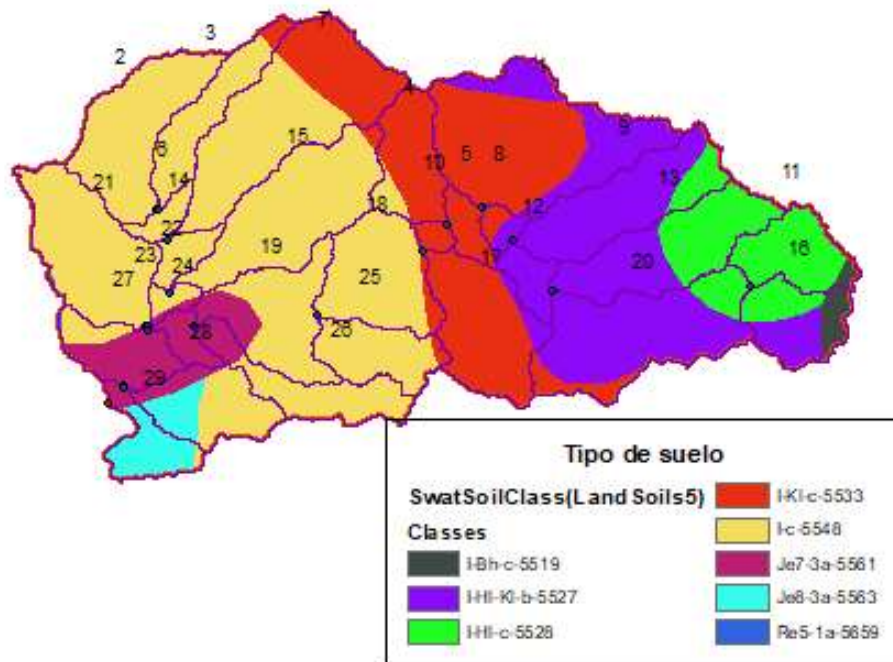 7
3
2
4
1
9
15
6
5
8
10
14
21
13
11
18
12
22
23
19
17
16
24
25
20
27
26
28
29
Tipo de suelo
SwatSoilClass(LandSoils5)
Classes
I-Bh-c-5519
I-Hl-Kl-b-5527
I-Hl-c-5528
I-Kl-c-5533
I-c-5548
Je7-3a-5561
Je8-3a-5563
Re5-1a-5659